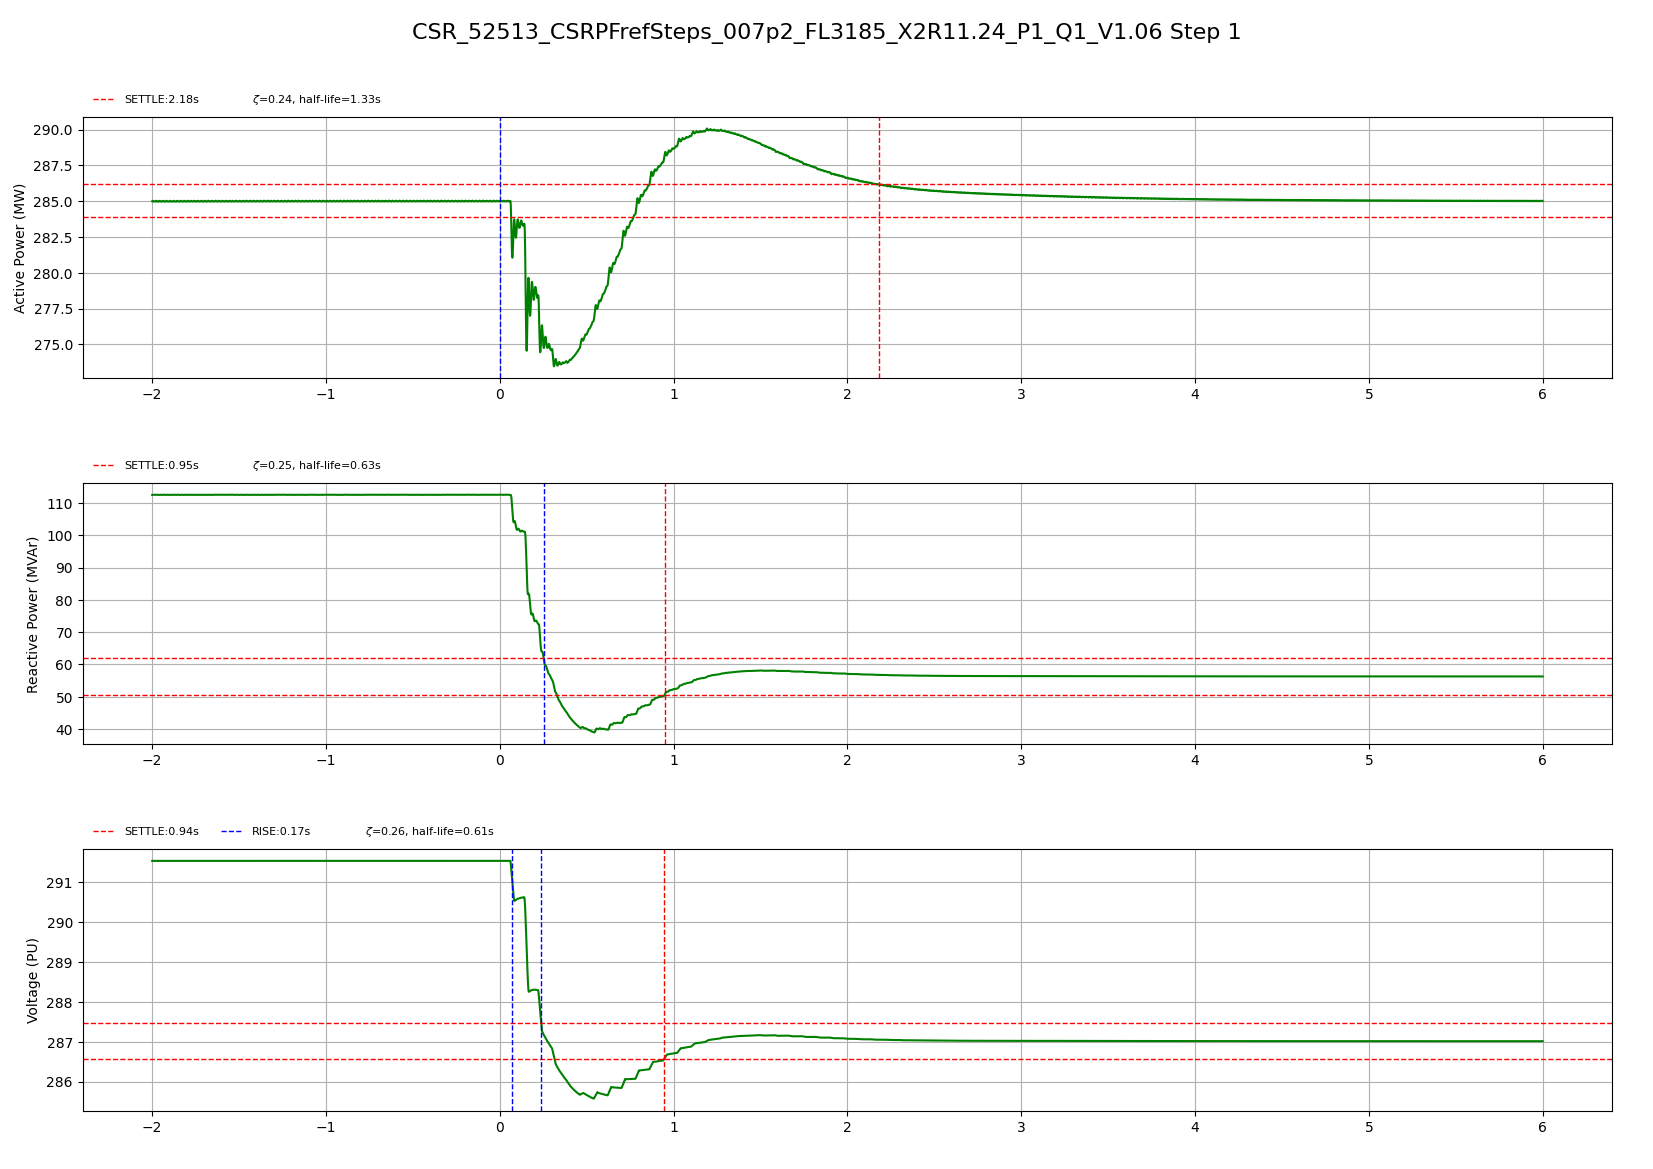 CSR_52513_CSRPFrefSteps_007p2_FL3185_X2R11.24_P1_Q1_V1.06 Step 1
SETTLE:2.18s ζ=0.24, half-life=1.33s
Active Power (MW)
290.0
287.5
285.0
282.5
280.0
277.5
275.0
−2 −1 0 1 2 3 4 5 6
SETTLE:0.95s ζ=0.25, half-life=0.63s
Reactive Power (MVAr)
110
100
90
80
70
60
50
40
−2 −1 0 1 2 3 4 5 6
SETTLE:0.94s RISE:0.17s ζ=0.26, half-life=0.61s
Voltage (PU)
291
290
289
288
287
286
−2 −1 0 1 2 3 4 5 6